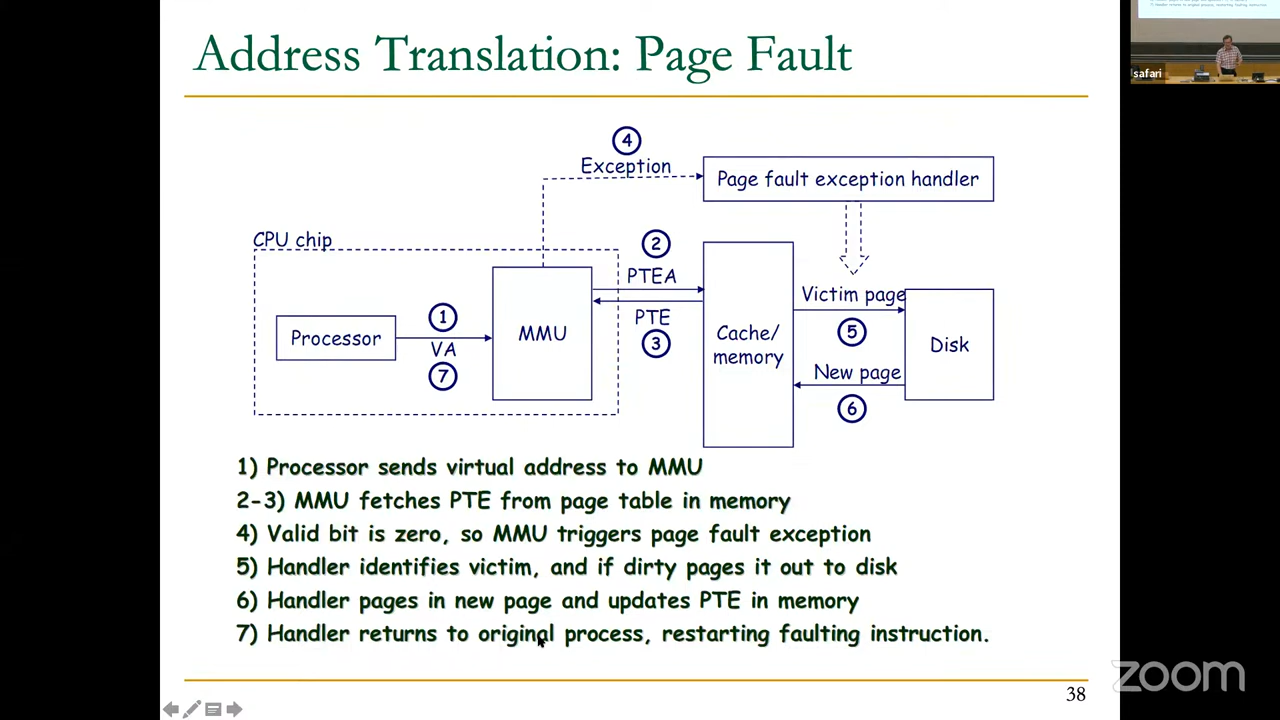 Address Translation: Page Fault
safari
4
Exception
Page fault exception handler
CPU chip
2
PTEA
Victim page
1
Processor
VA
7
MMU
PTE
3
Cache/
memory
5
Disk
New page
6
1) Processor sends virtual address to MMU
2-3) MMU fetches PTE from page table in memory
4) Valid bit is zero, so MMU triggers page fault exception
5) Handler identifies victim, and if dirty pages it out to disk
6) Handler pages in new page and updates PTE in memory
7) Handler returns to original process, restarting faulting instruction.
38
zoom